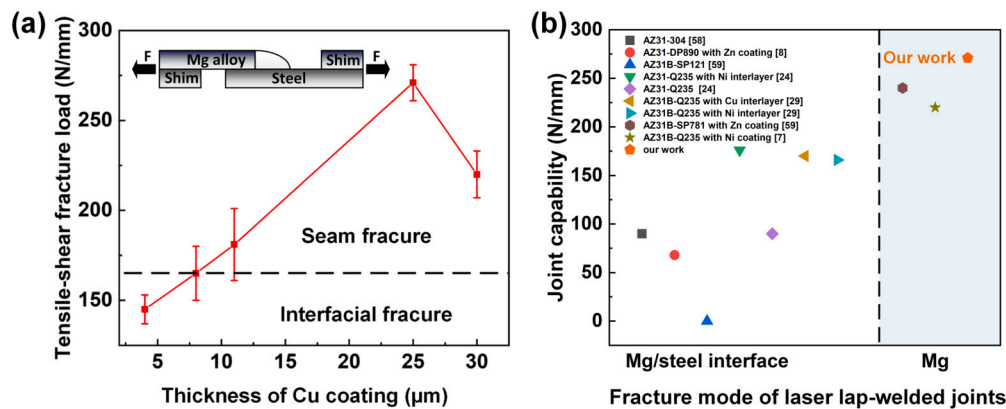 (a)
Tensile-shear fracture load (N/mm)
300
250
200
150
F
Mg alloy
Shim
F
Shim
Steel
Seam fracure
Interfacial fracure
5
10
15
20
25
30
Thickness of Cu coating (μm)
(b)
Joint capability (N/mm)
300
250
200
150
100
50
0
AZ31-304 [58]
AZ31-DP890 with Zn coating [8]
AZ31B-SP121 [59]
AZ31-Q235 with Ni interlayer [24]
AZ31-Q235 [24]
AZ31B-Q235 with Cu interlayer [29]
AZ31B-Q235 with Ni interlayer [29]
AZ31B-SP781 with Zn coating [59]
AZ31B-Q235 with Ni coating [7]
our work
Our work
Mg/steel interface
Mg
Fracture mode of laser lap-welded joints